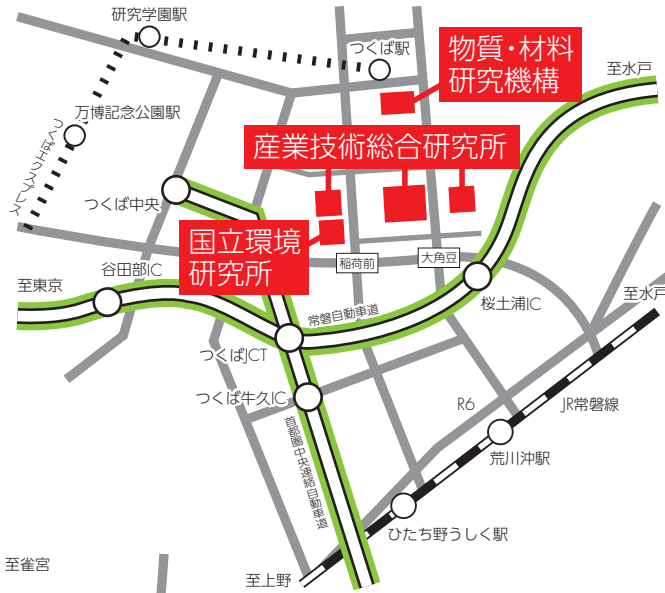 研究学園駅
つくば駅
物質・材料
研究機構
至水戸
万博記念公園駅
つくばエクスプレス
産業技術総合研究所
つくば中央
国立環境
研究所
稲荷前
大角豆
谷田部IC
至東京
桜土浦IC
至水戸
常磐自動車道
つくばJCT
つくば牛久IC
R6
JR常磐線
首都圏中央連絡自動車道
荒川沖駅
ひたち野うしく駅
至雀宮
至上野